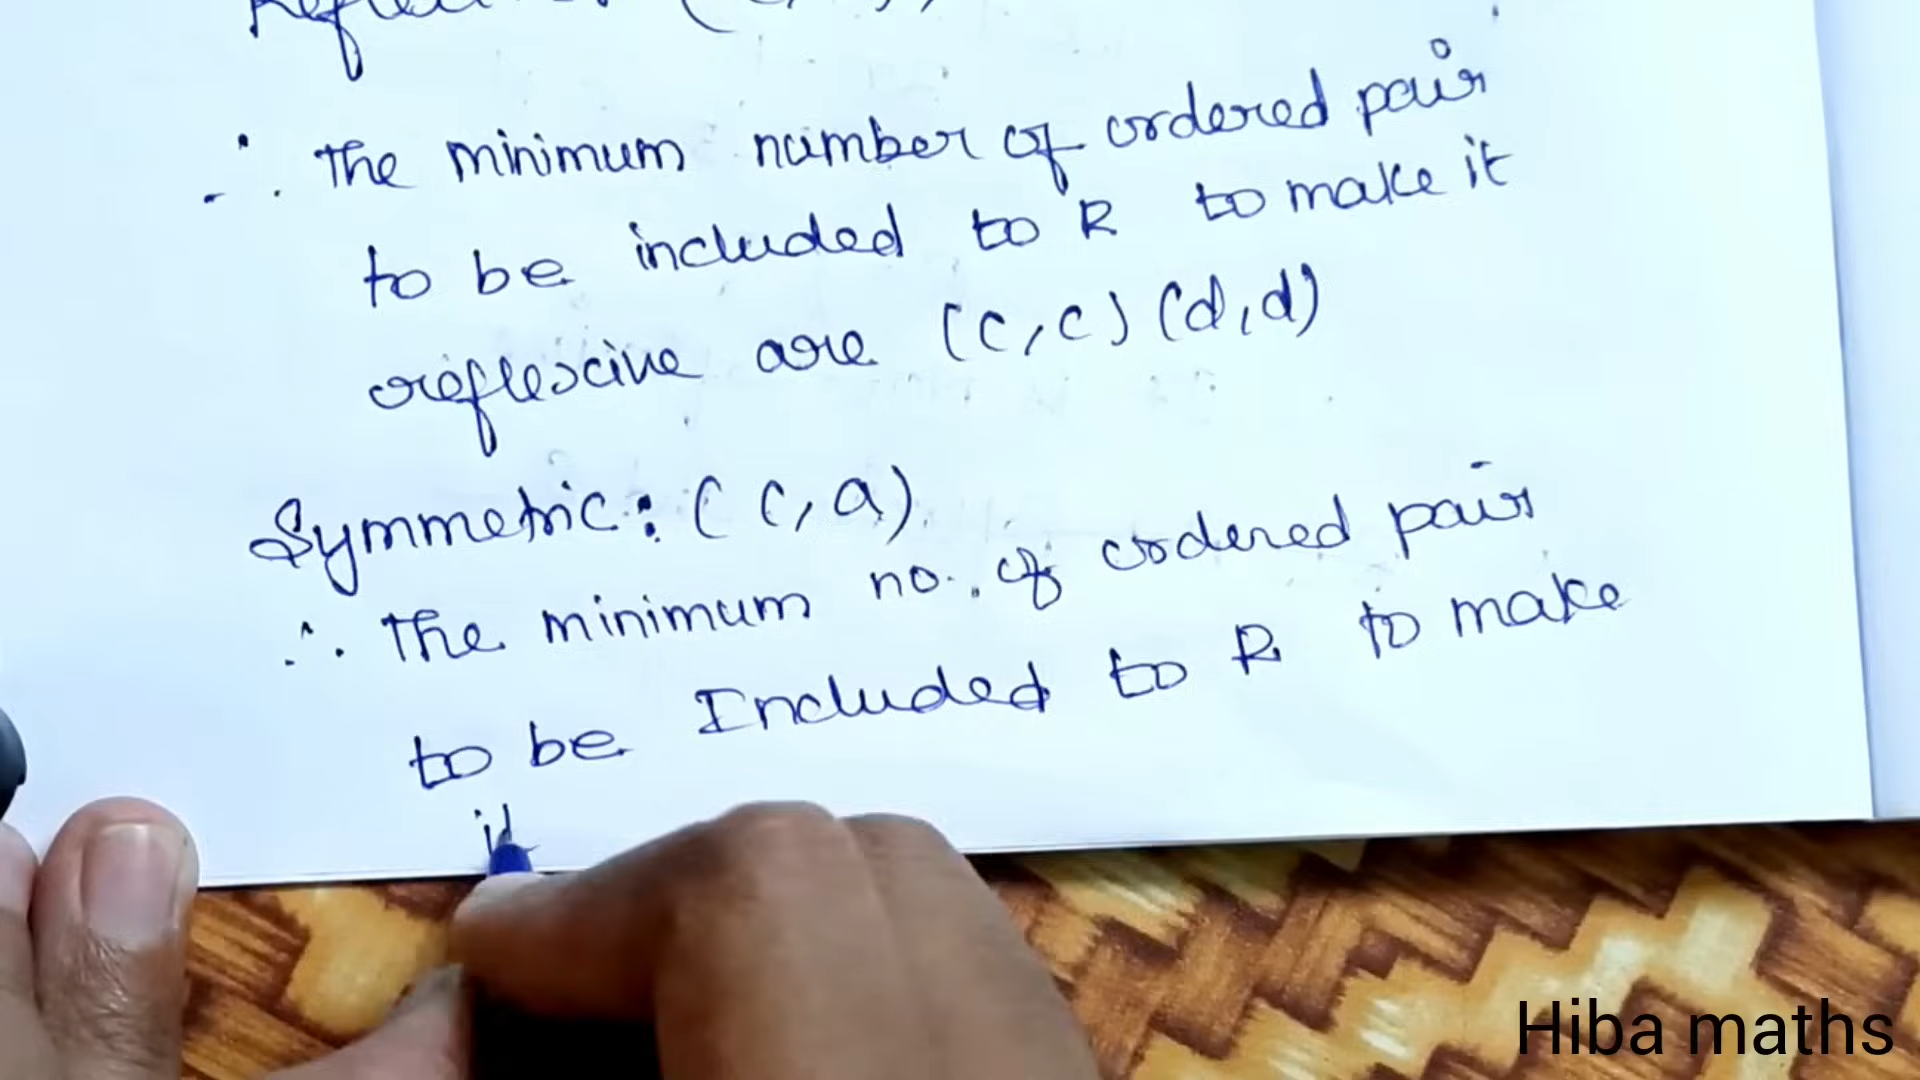 ∴ The minimum number of ordered pair
to be included to R to make it
reflexive are (c,c) (d,d)
Symmetric: (c,a)
∴ The minimum no. of ordered pair
to be Included to R to make
it
Hiba maths